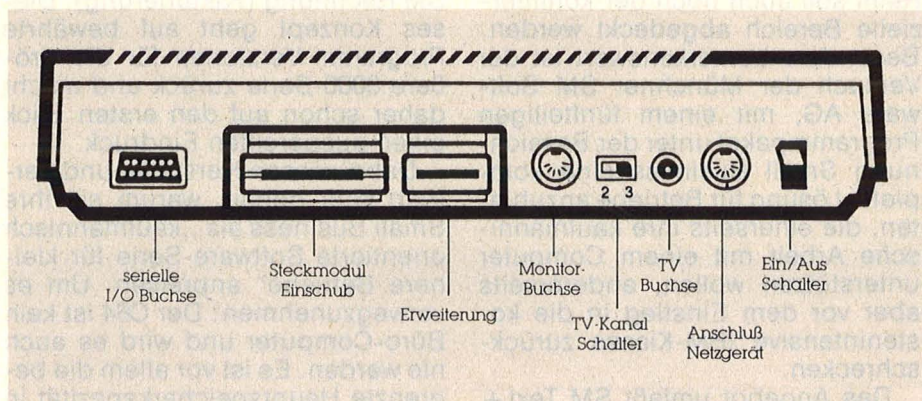 2 3
serielle
I/O Buchse
Steckmodul
Einschub
Erweiterung
Monitor-
Buchse
TV-Kanal
Schalter
TV
Buchse
Anschluß
Netzgerät
Ein/Aus
Schalter